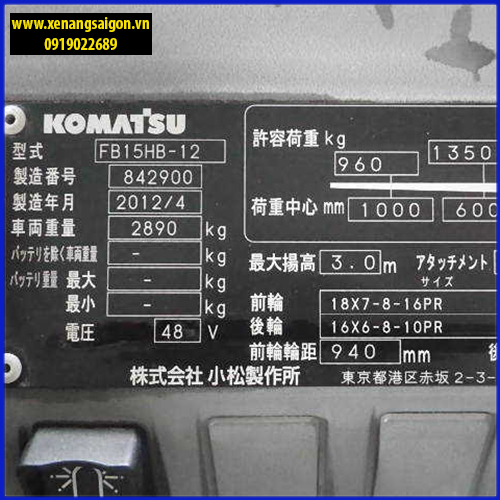 www.xenangsaigon.vn
0919022689
KOMATSU
型式 FB15HB-12
製造番号 842900
製造年月 2012/4
車両重量 2890 kg
バッテリを除く車両重量 - kg
バッテリ重量 最大 - kg
最小 - kg
電圧 48 V
許容荷重 kg
960 1350
荷重中心 mm 1000 600
最大揚高 3.0 m アタッチメント
サイズ
前輪 18X7-8-16PR
後輪 16X6-8-10PR
前輪輪距 940 mm
株式会社 小松製作所
東京都港区赤坂 2-3-